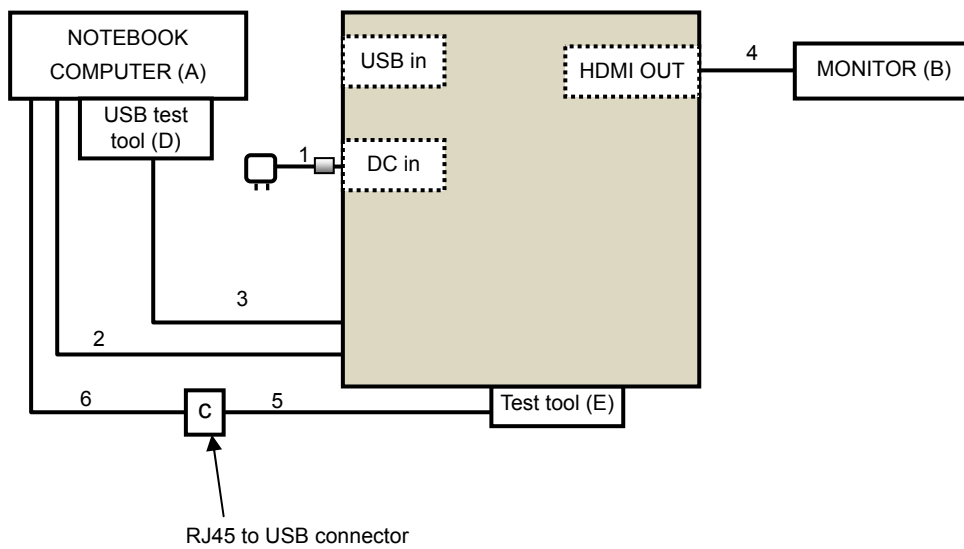 NOTEBOOK
COMPUTER (A)
USB test
tool (D)
USB in
HDMI OUT
4
MONITOR (B)
1
DC in
3
2
6
C
5
Test tool (E)
RJ45 to USB connector